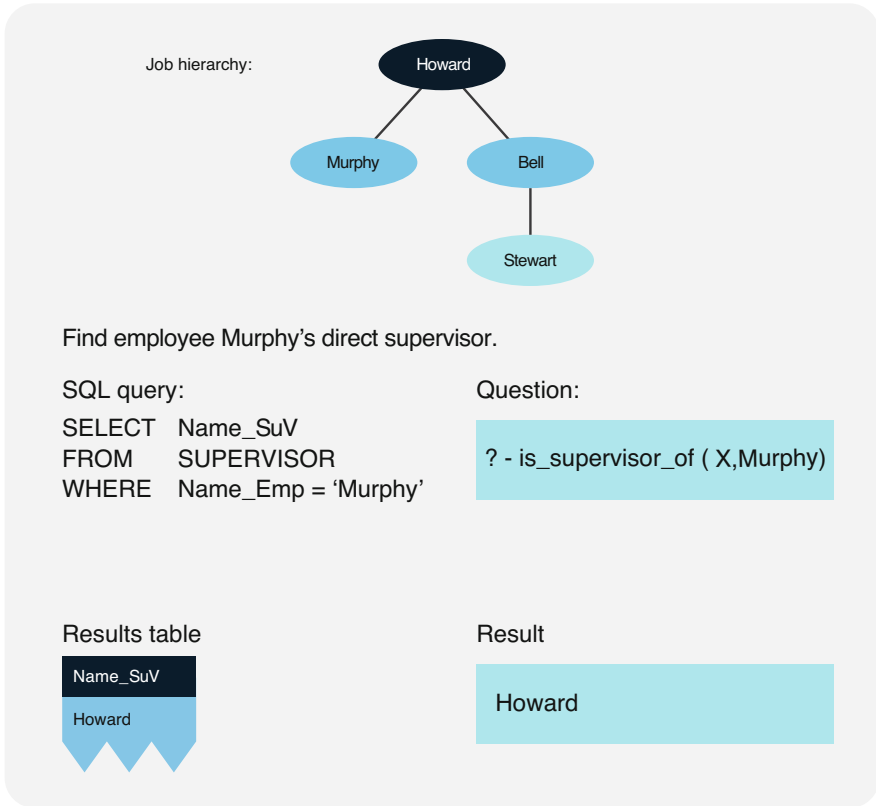 Job hierarchy:
Howard
Murphy
Bell
Stewart
Find employee Murphy’s direct supervisor.
SQL query:
SELECT Name_SuV
FROM SUPERVISOR
WHERE Name_Emp = ‘Murphy’
Question:
? - is_supervisor_of ( X,Murphy)
Results table
Name_SuV
Howard
Result
Howard